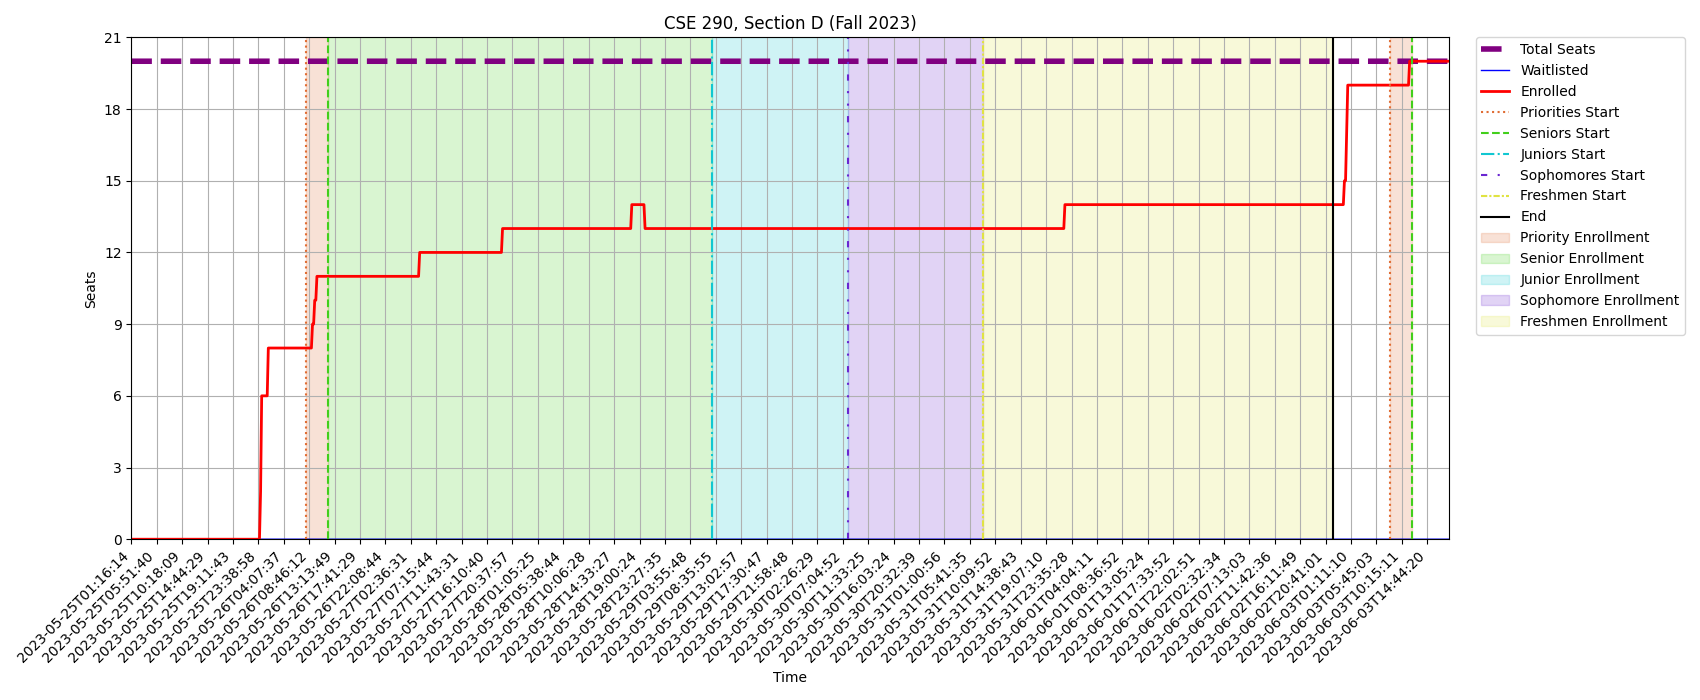 CSE 290, Section D (Fall 2023)
Seats
21
18
15
12
9
6
3
0
2023-05-25T01:16:14
2023-05-25T05:51:40
2023-05-25T10:18:09
2023-05-25T14:44:29
2023-05-25T19:11:43
2023-05-25T23:38:58
2023-05-26T04:07:37
2023-05-26T08:46:12
2023-05-26T13:13:49
2023-05-26T17:41:29
2023-05-26T22:08:44
2023-05-27T02:36:31
2023-05-27T07:15:44
2023-05-27T11:43:31
2023-05-27T16:10:40
2023-05-27T20:37:57
2023-05-28T01:05:25
2023-05-28T05:38:44
2023-05-28T10:06:28
2023-05-28T14:33:27
2023-05-28T19:00:24
2023-05-28T23:27:35
2023-05-29T03:55:48
2023-05-29T08:35:55
2023-05-29T13:02:57
2023-05-29T17:30:47
2023-05-29T21:58:48
2023-05-30T02:26:29
2023-05-30T07:04:52
2023-05-30T11:33:25
2023-05-30T16:03:24
2023-05-30T20:32:39
2023-05-31T01:00:56
2023-05-31T05:41:35
2023-05-31T10:09:52
2023-05-31T14:38:43
2023-05-31T19:07:10
2023-05-31T23:35:28
2023-06-01T04:04:11
2023-06-01T08:36:52
2023-06-01T13:05:24
2023-06-01T17:33:52
2023-06-01T22:02:51
2023-06-02T02:32:34
2023-06-02T07:13:03
2023-06-02T11:42:36
2023-06-02T16:11:49
2023-06-02T20:41:01
2023-06-03T01:11:10
2023-06-03T05:45:03
2023-06-03T10:15:11
2023-06-03T14:44:20
Time
Total Seats
Waitlisted
Enrolled
Priorities Start
Seniors Start
Juniors Start
Sophomores Start
Freshmen Start
End
Priority Enrollment
Senior Enrollment
Junior Enrollment
Sophomore Enrollment
Freshmen Enrollment